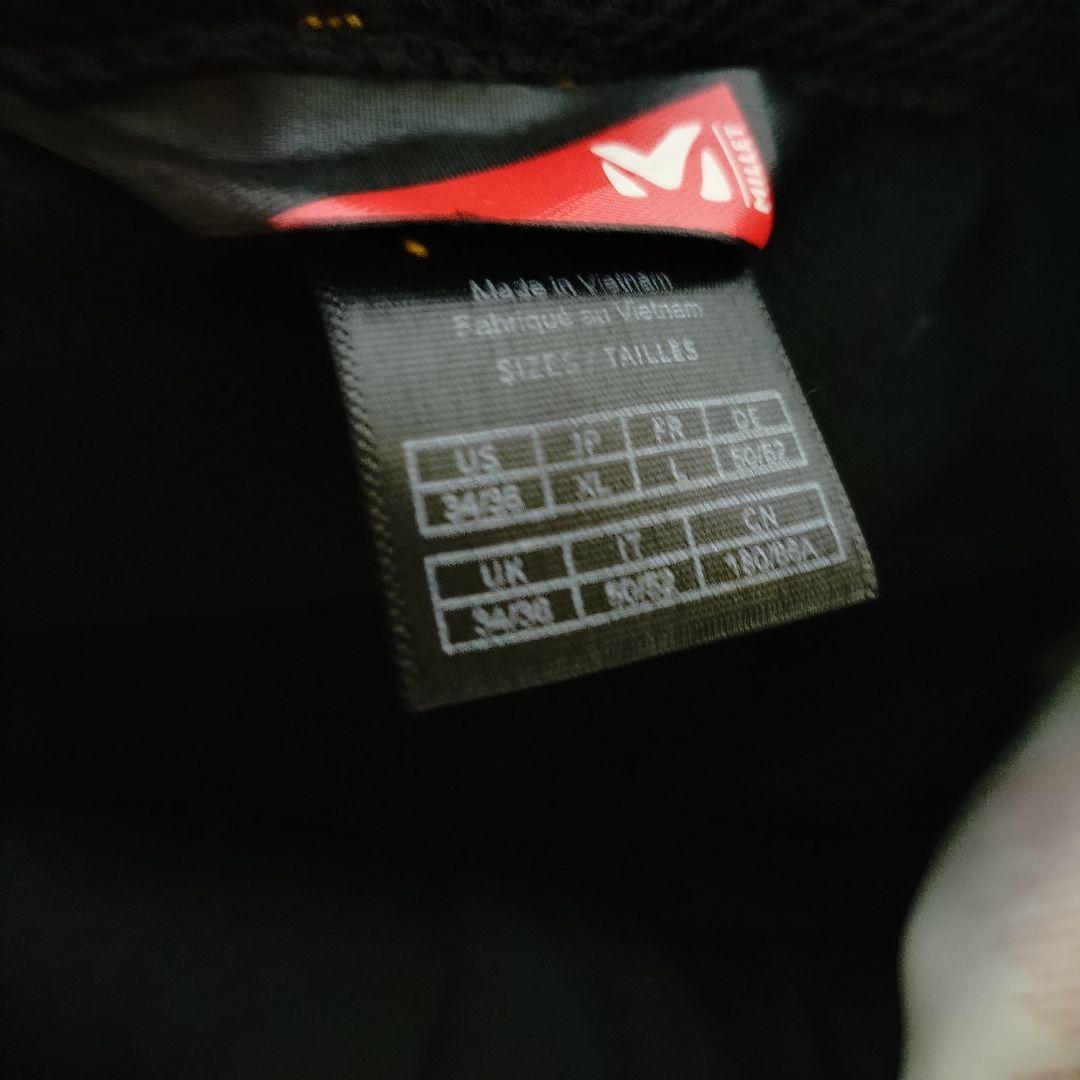 MILLET
Made in Vietnam
Fabriqué au Vietnam
SIZES / TAILLES
US JP FR DE
34/36 XL L 50/52
UK IT CN
34/36 50/52